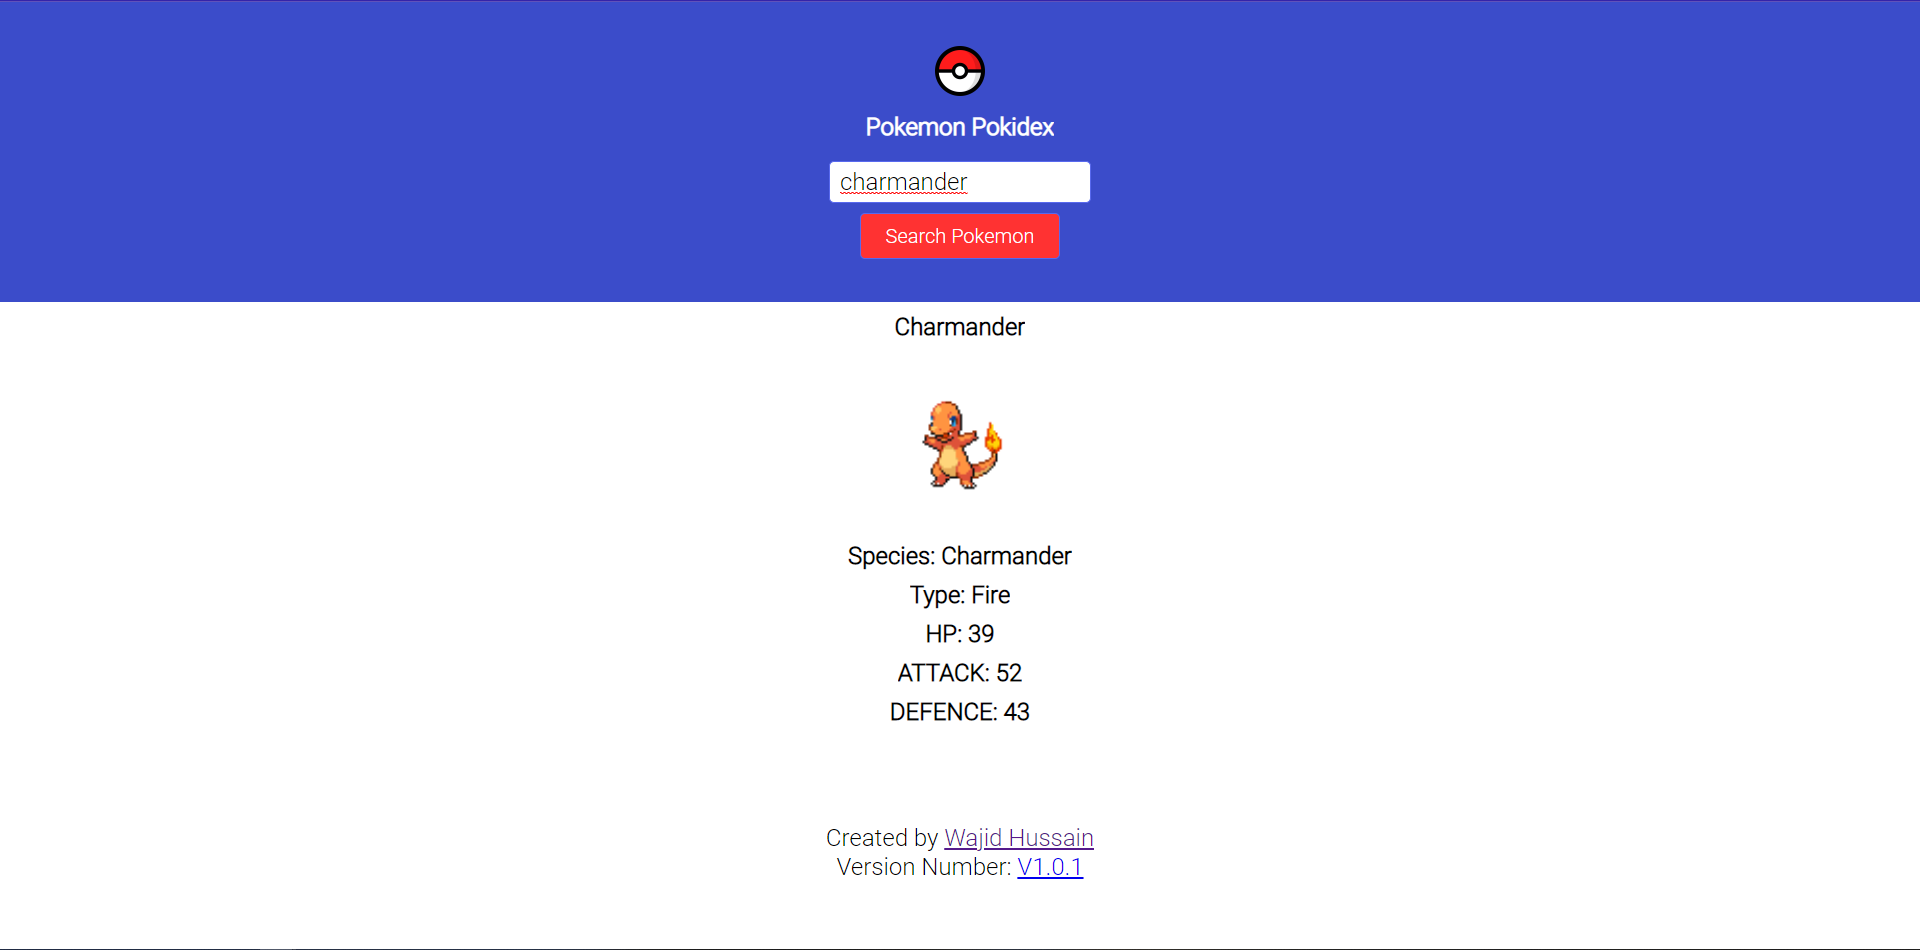 Pokemon Pokidex
charmander
Search Pokemon
Charmander
Species: Charmander
Type: Fire
HP: 39
ATTACK: 52
DEFENCE: 43
Created by Wajid Hussain
Version Number: V1.0.1